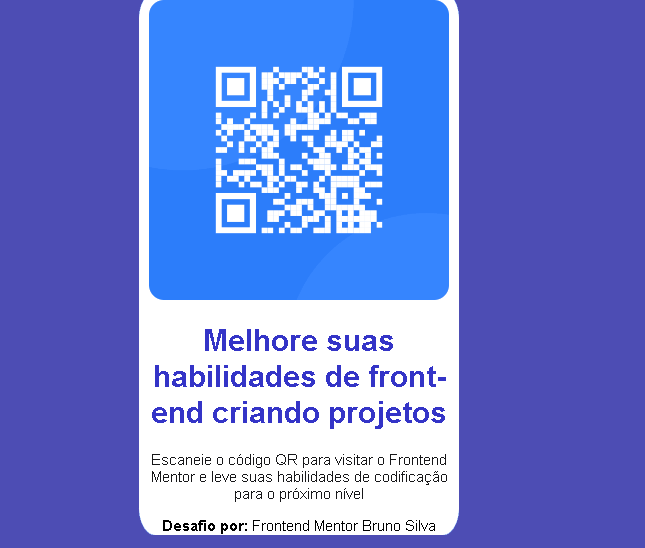 Melhore suas
habilidades de front-
end criando projetos
Escaneie o código QR para visitar o Frontend
Mentor e leve suas habilidades de codificação
para o próximo nível
Desafio por: Frontend Mentor Bruno Silva